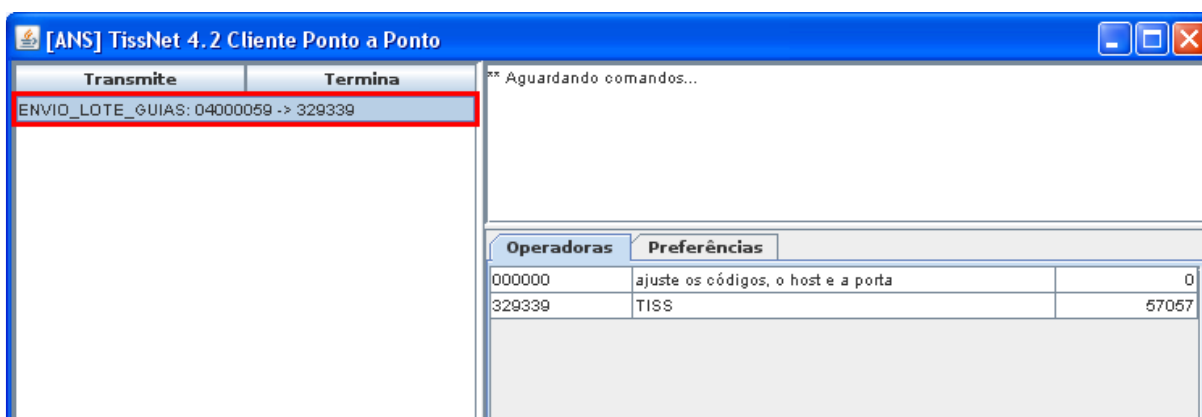 [ANS] TissNet 4.2 Cliente Ponto a Ponto
Transmite Termina
ENVIO_LOTE_GUIAS: 04000059 -> 329339
** Aguardando comandos...
Operadoras Preferências
000000 ajuste os códigos, o host e a porta 0
329339 TISS 57057